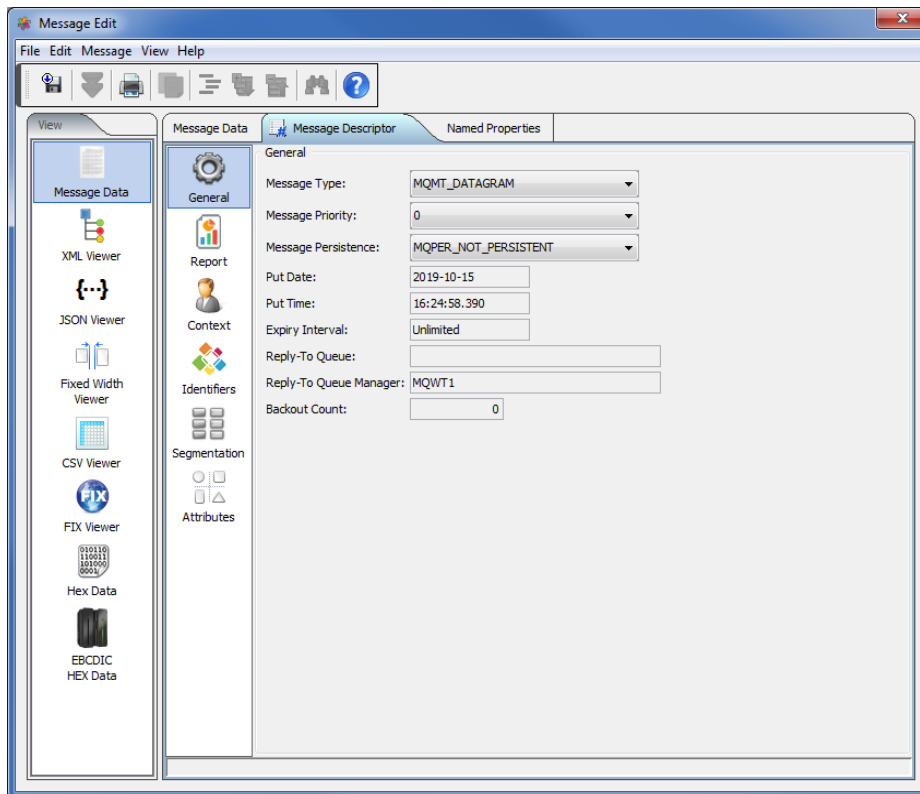 Message Edit
File Edit Message View Help
View
Message Data
XML Viewer
{...}
JSON Viewer
Fixed Width
Viewer
CSV Viewer
FIX
FIX Viewer
010110
110011
101000
0001
Hex Data
EBCDIC
HEX Data
Message Data Message Descriptor Named Properties
General
Report
Context
Identifiers
Segmentation
Attributes
General
Message Type: MQMT_DATAGRAM
Message Priority: 0
Message Persistence: MQPER_NOT_PERSISTENT
Put Date: 2019-10-15
Put Time: 16:24:58.390
Expiry Interval: Unlimited
Reply-To Queue:
Reply-To Queue Manager: MQWT1
Backout Count: 0